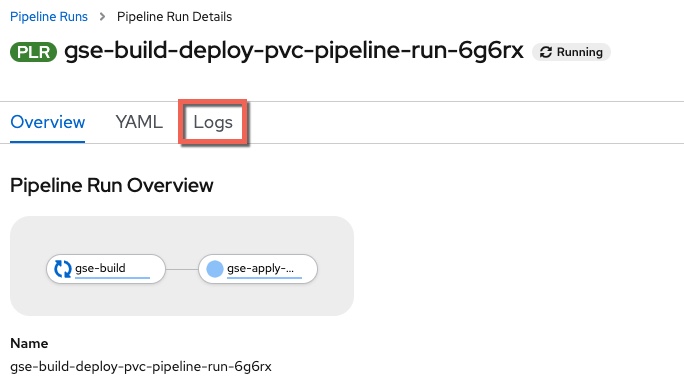 Pipeline Runs > Pipeline Run Details
PLR gse-build-deploy-pvc-pipeline-run-6g6rx Running
Overview YAML Logs
Pipeline Run Overview
gse-build gse-apply-...
Name
gse-build-deploy-pvc-pipeline-run-6g6rx